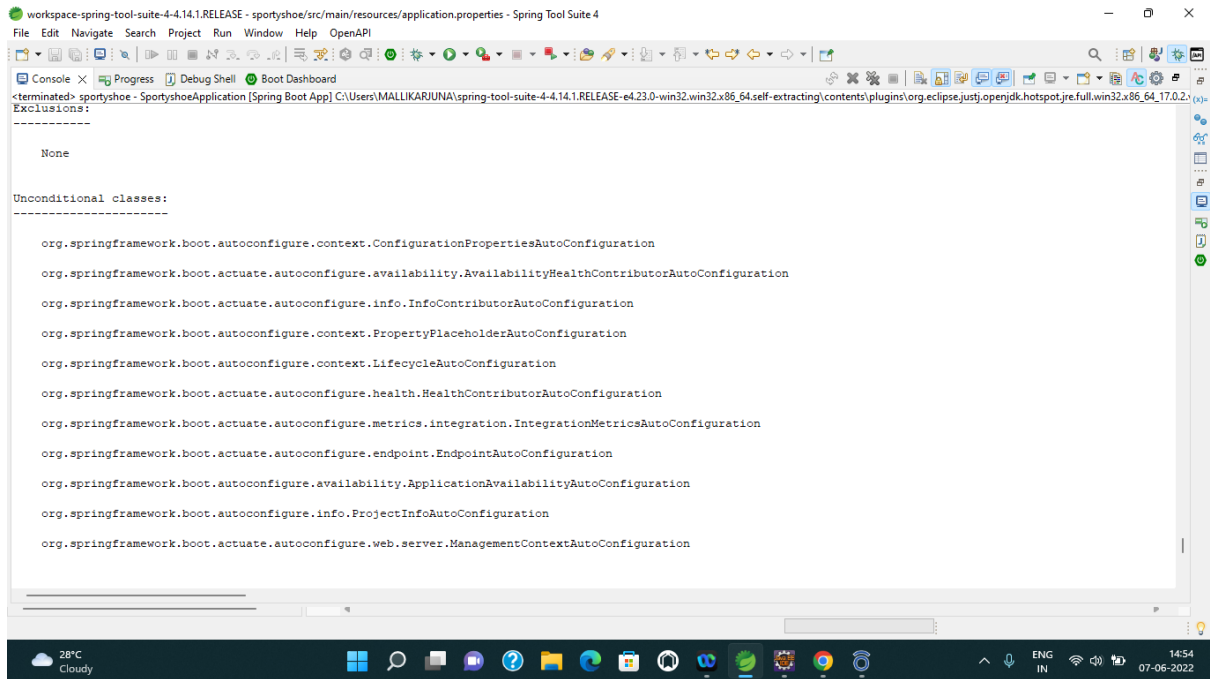 workspace-spring-tool-suite-4-4.14.1.RELEASE - sportyshoe/src/main/resources/application.properties - Spring Tool Suite 4
File Edit Navigate Search Project Run Window Help OpenAPI
Console Progress Debug Shell Boot Dashboard
<terminated> sportyshoe - SportyshoeApplication [Spring Boot App] C:\Users\MALLIKARJUNA\spring-tool-suite-4-4.14.1.RELEASE-e4.23.0-win32.win32.x86_64.self-extracting\contents\plugins\org.eclipse.justj.openjdk.hotspot.jre.full.win32.x86_64_17.0.2.
Exclusions:
-----------
None
Unconditional classes:
----------------------
org.springframework.boot.autoconfigure.context.ConfigurationPropertiesAutoConfiguration
org.springframework.boot.actuate.autoconfigure.availability.AvailabilityHealthContributorAutoConfiguration
org.springframework.boot.actuate.autoconfigure.info.InfoContributorAutoConfiguration
org.springframework.boot.autoconfigure.context.PropertyPlaceholderAutoConfiguration
org.springframework.boot.autoconfigure.context.LifecycleAutoConfiguration
org.springframework.boot.actuate.autoconfigure.health.HealthContributorAutoConfiguration
org.springframework.boot.actuate.autoconfigure.metrics.integration.IntegrationMetricsAutoConfiguration
org.springframework.boot.actuate.autoconfigure.endpoint.EndpointAutoConfiguration
org.springframework.boot.autoconfigure.availability.ApplicationAvailabilityAutoConfiguration
org.springframework.boot.autoconfigure.info.ProjectInfoAutoConfiguration
org.springframework.boot.actuate.autoconfigure.web.server.ManagementContextAutoConfiguration
28°C
Cloudy
ENG
IN
14:54
07-06-2022